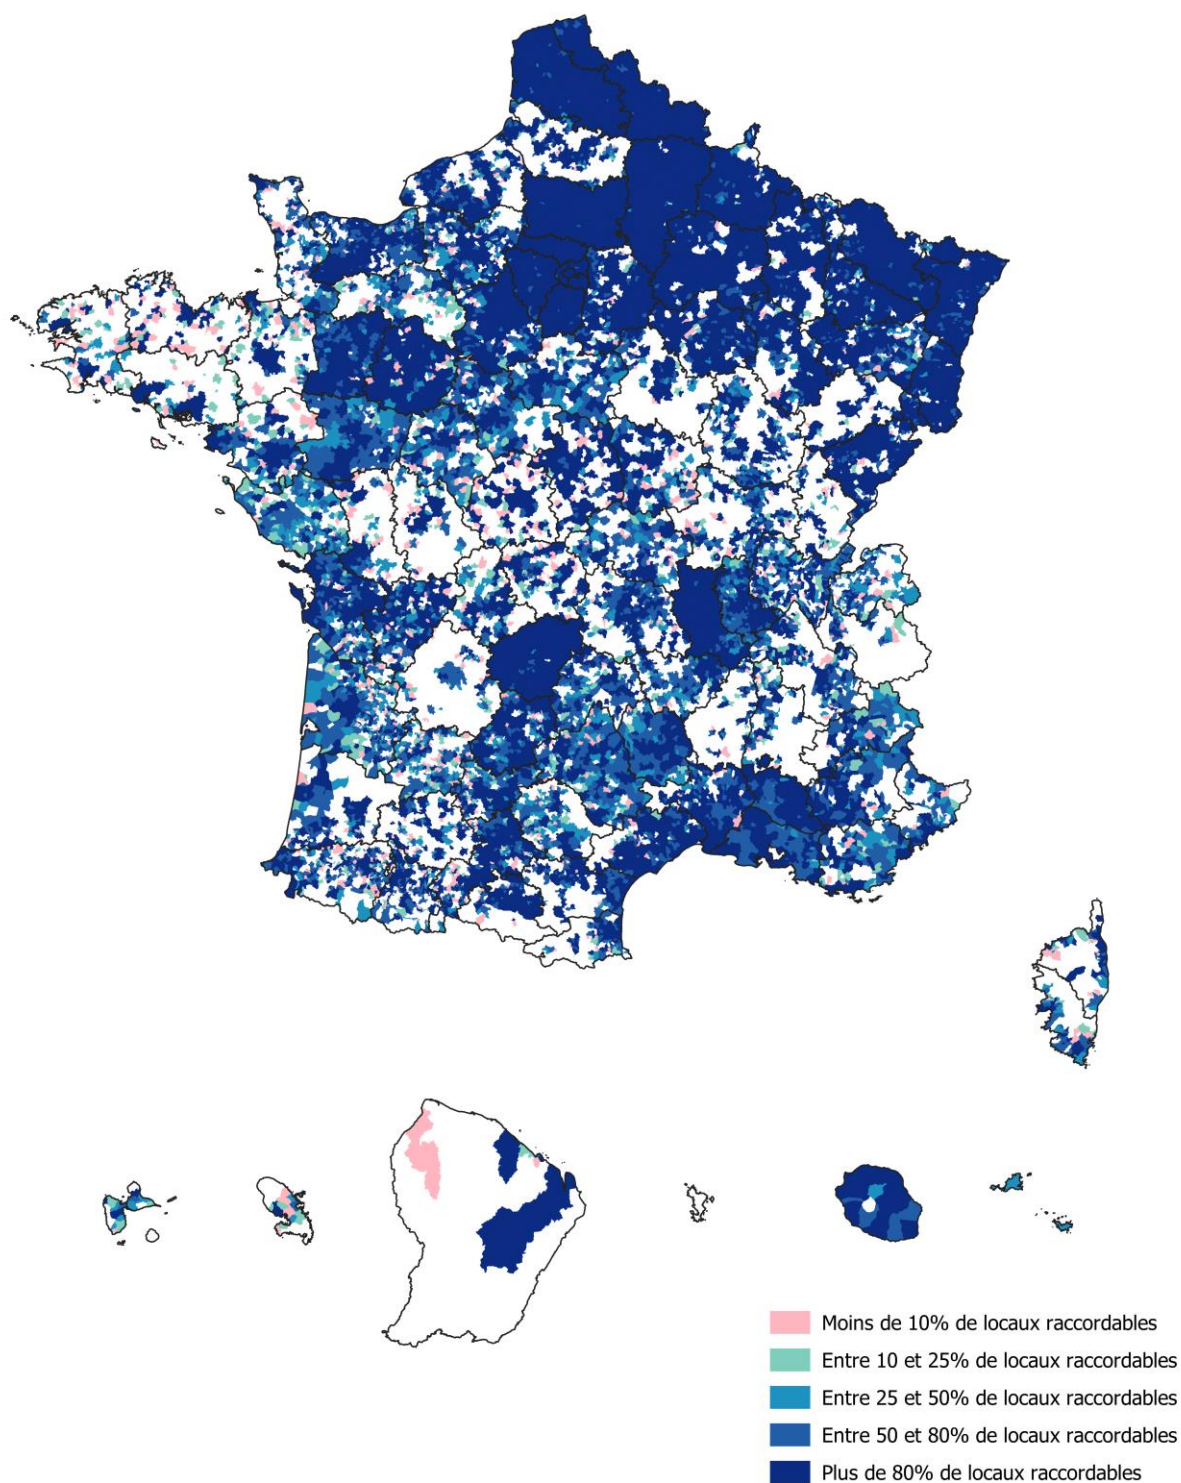 Moins de 10% de locaux raccordables
Entre 10 et 25% de locaux raccordables
Entre 25 et 50% de locaux raccordables
Entre 50 et 80% de locaux raccordables
Plus de 80% de locaux raccordables